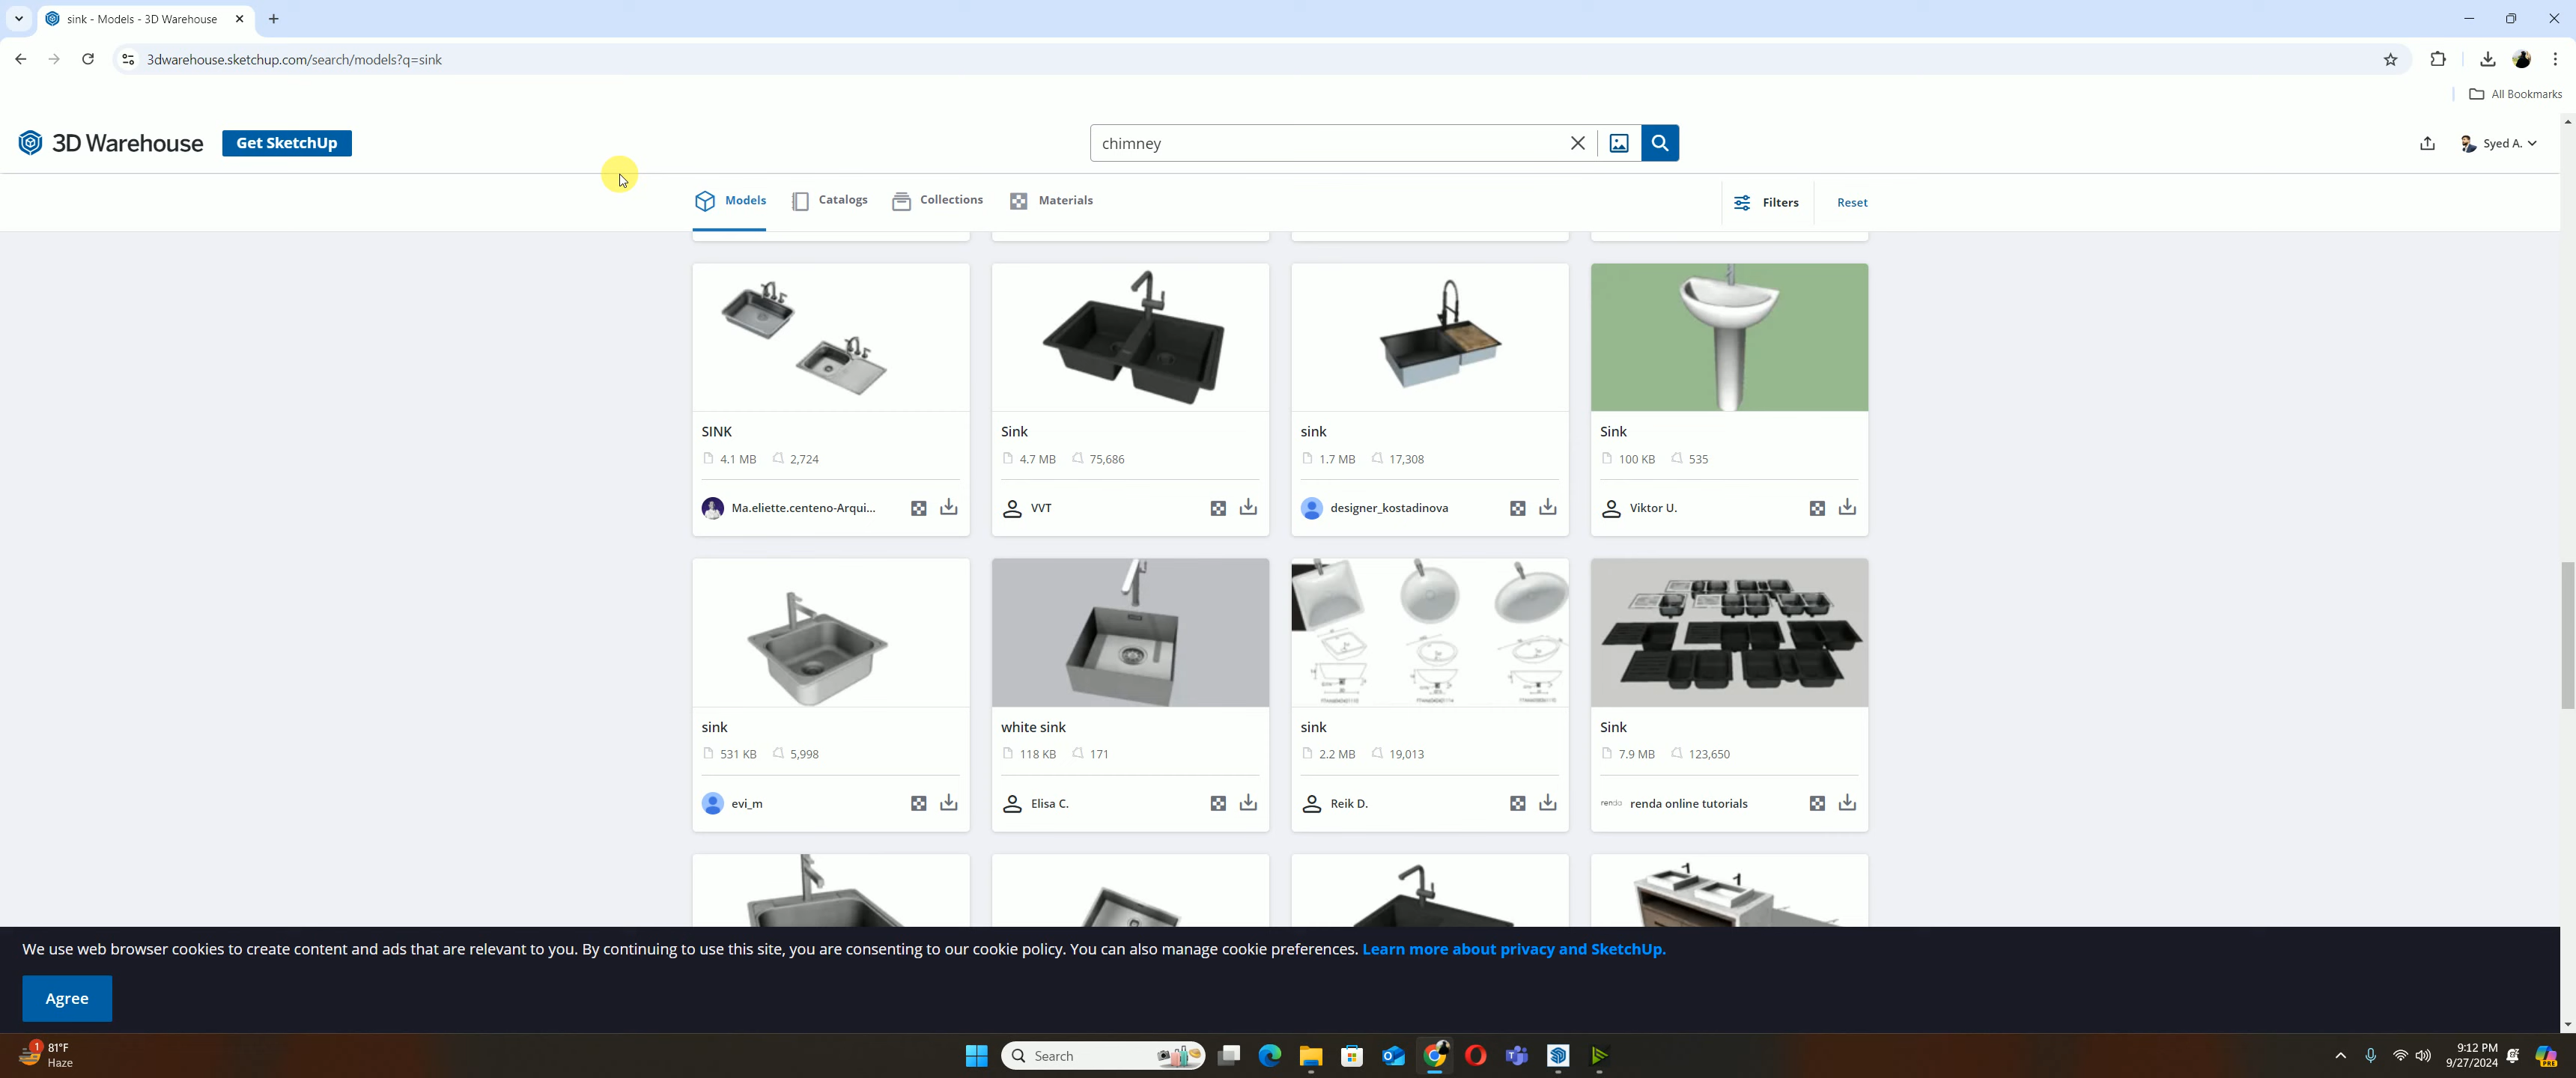 sink - Models - 3D Warehouse
3dwarehouse.sketchup.com/search/models?q=sink
All Bookmarks
3D Warehouse
Get SketchUp
chimney
Syed A.
Models
Catalogs
Collections
Materials
Filters
Reset
SINK
4.1 MB 2,724
Ma.eliette.centeno-Arqui...
Sink
4.7 MB 75,686
VVT
sink
1.7 MB 17,308
designer_kostadinova
Sink
100 KB 535
Viktor U.
sink
531 KB 5,998
evi_m
white sink
118 KB 171
Elisa C.
sink
2.2 MB 19,013
Reik D.
Sink
7.9 MB 123,650
renda
renda online tutorials
We use web browser cookies to create content and ads that are relevant to you. By continuing to use this site, you are consenting to our cookie policy. You can also manage cookie preferences. Learn more about privacy and SketchUp.
Agree
1
81°F
Haze
Search
9:12 PM
9/27/2024
PRE